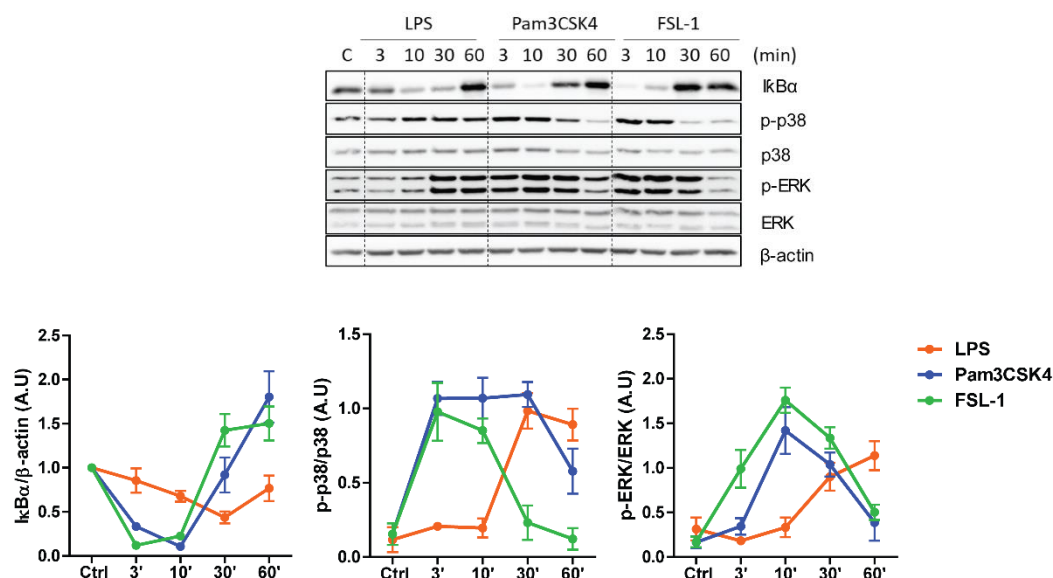 LPS Pam3CSK4 FSL-1
C 3 10 30 60 3 10 30 60 3 10 30 60 (min)
IkBα
p-p38
p38
p-ERK
ERK
β-actin
IkBα/β-actin (A.U)
2.5
2.0
1.5
1.0
0.5
0.0
Ctrl 3' 10' 30' 60'
p-p38/p38 (A.U)
1.5
1.0
0.5
0.0
Ctrl 3' 10' 30' 60'
p-ERK/ERK (A.U)
2.5
2.0
1.5
1.0
0.5
0.0
Ctrl 3' 10' 30' 60'
LPS
Pam3CSK4
FSL-1